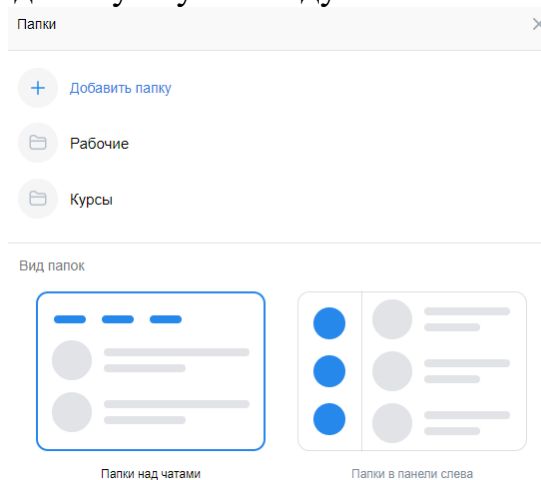 Папки
Добавить папку
Рабочие
Курсы
Вид папок
Папки над чатами
Папки в панели слева